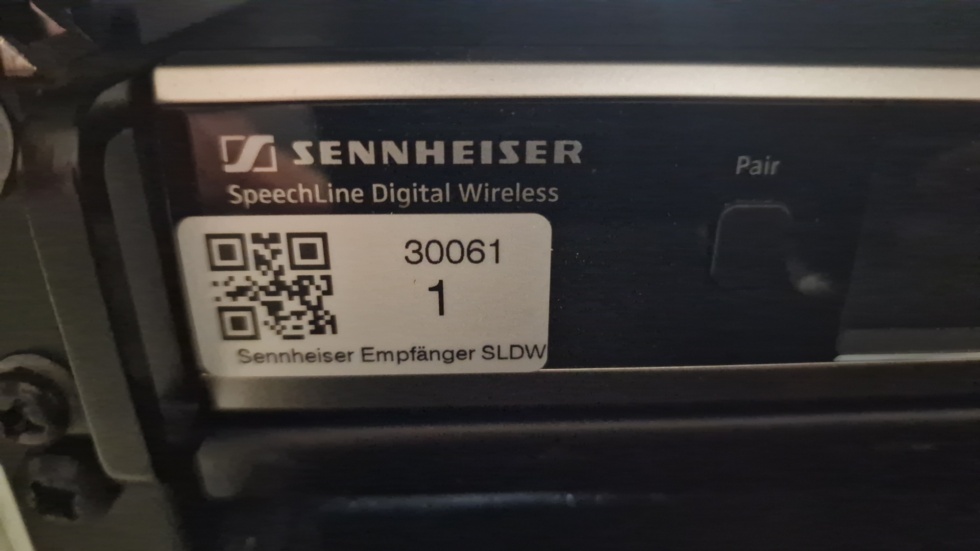 SENNHEISER
SpeechLine Digital Wireless
Pair
30061
1
Sennheiser Empfänger SLDW